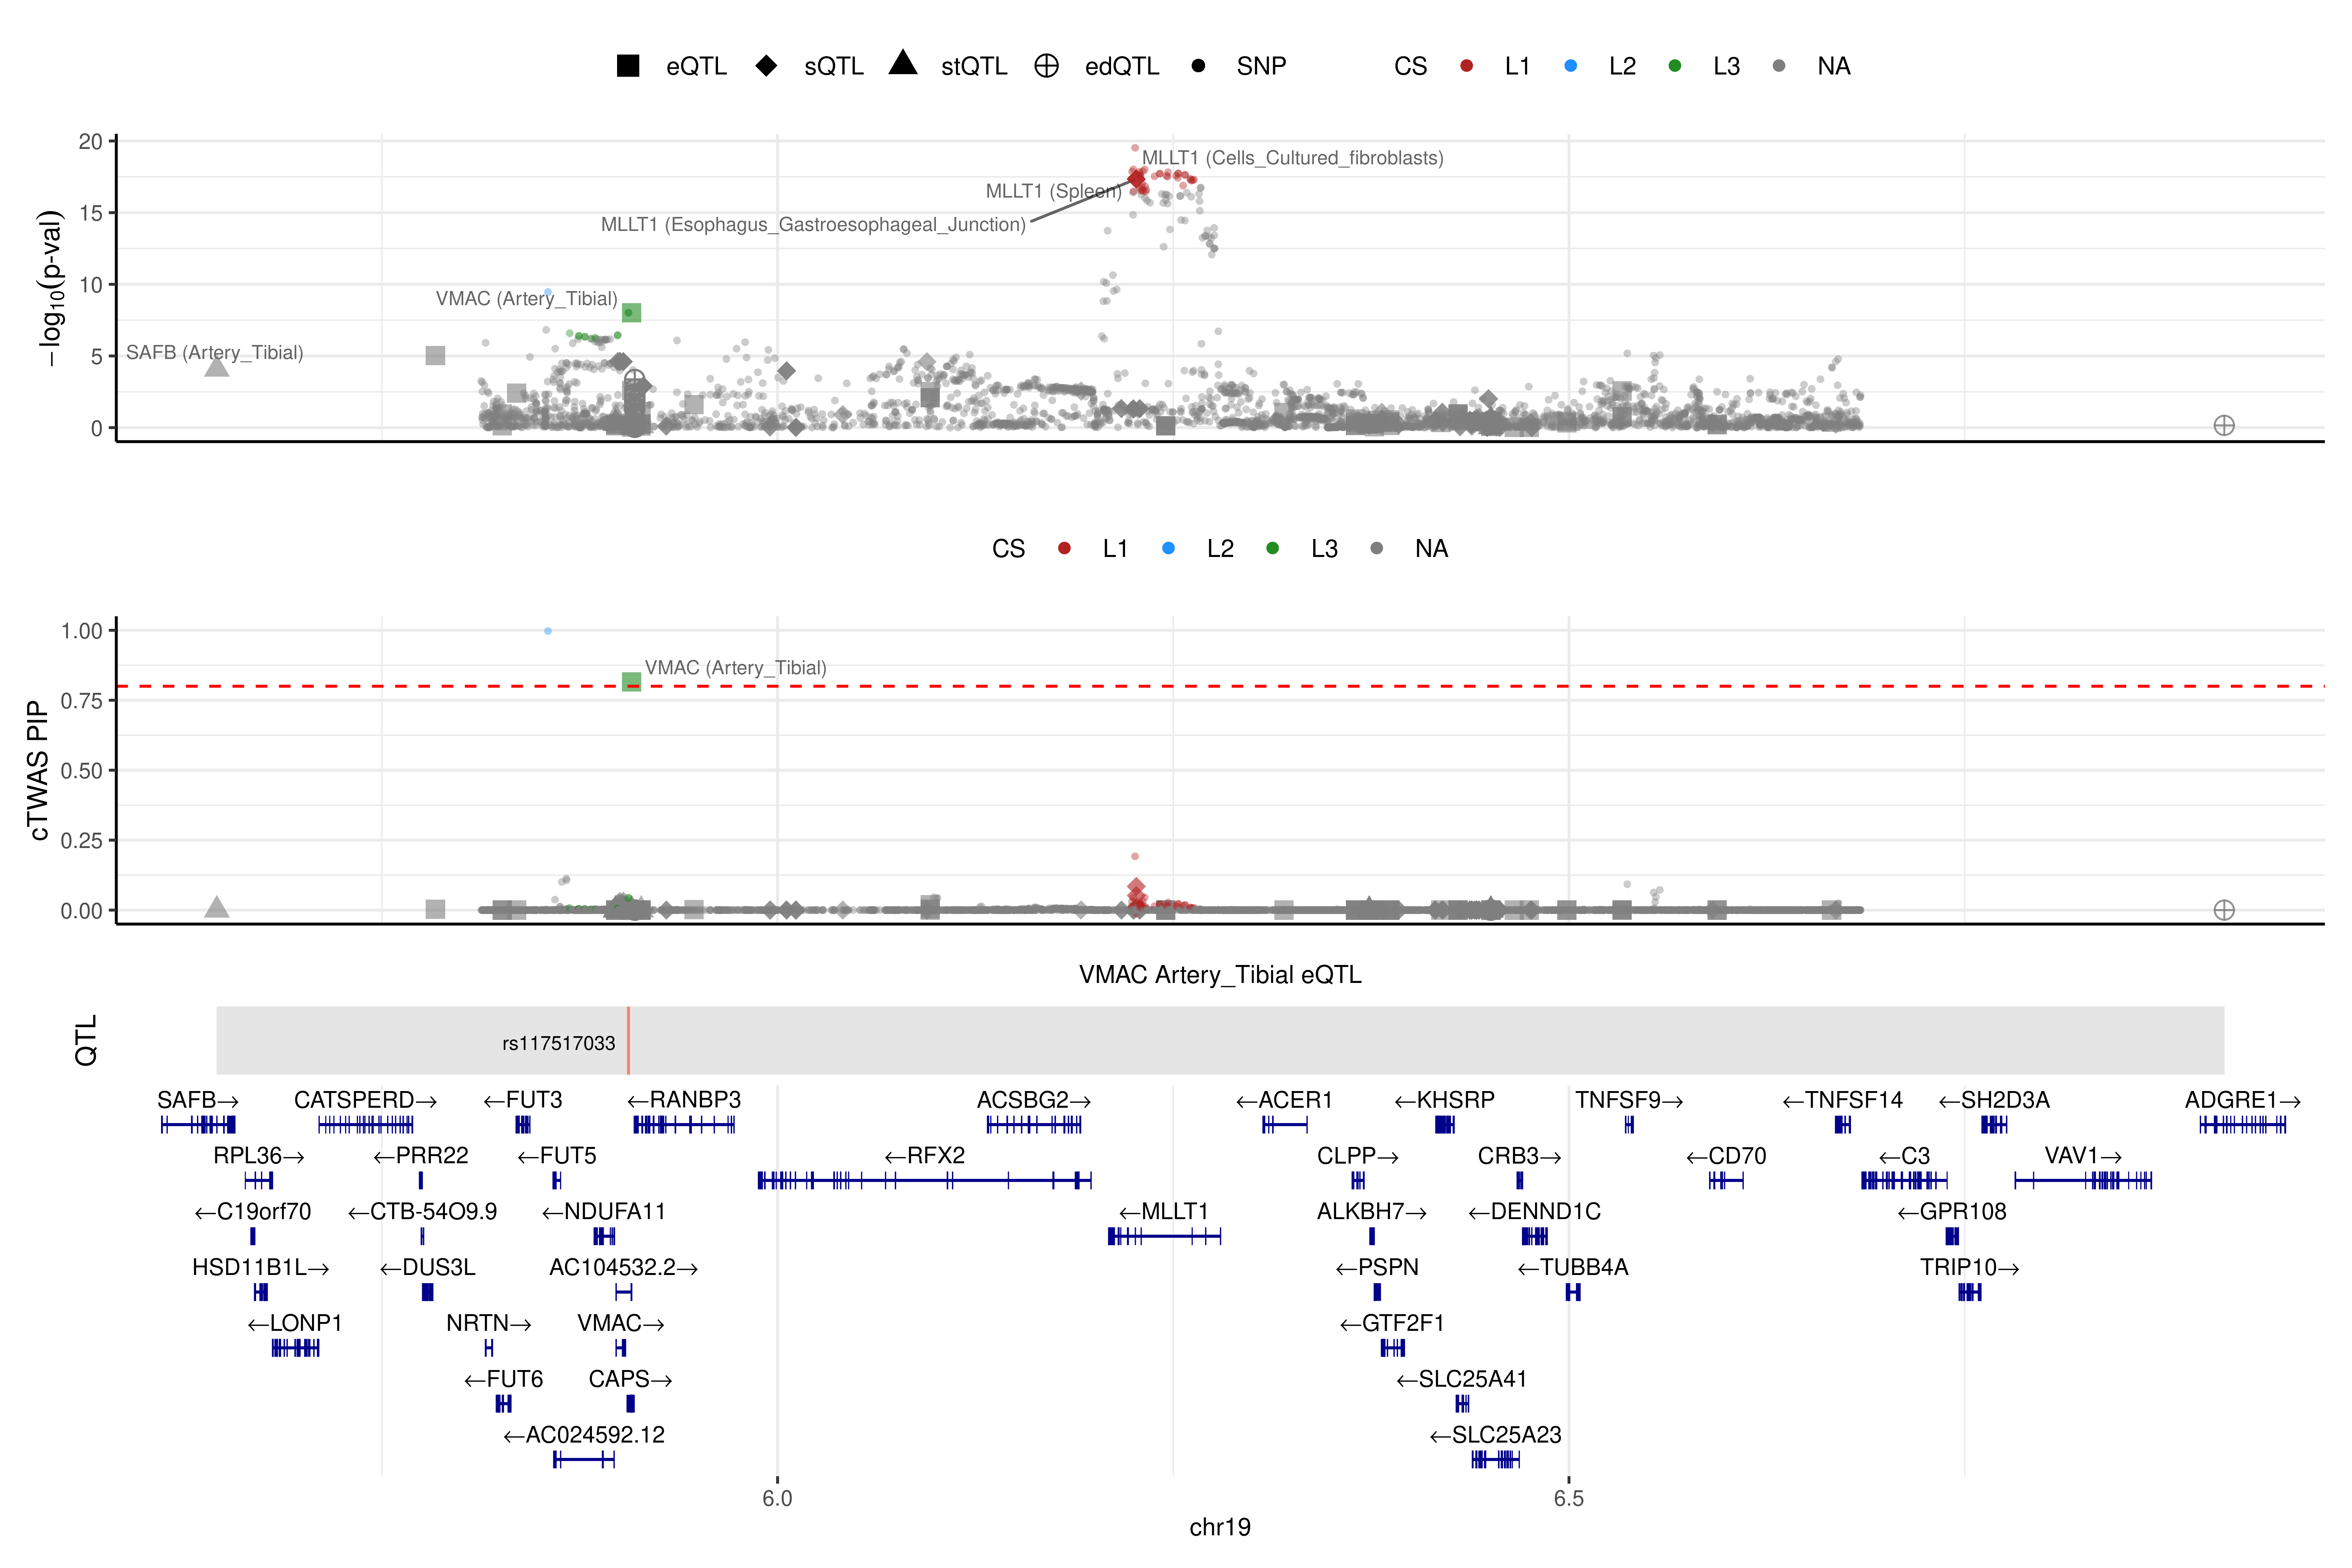 eQTL sQTL stQTL edQTL SNP CS L1 L2 L3 NA
−log10(p-val)
20
15
10
5
0
MLLT1 (Cells_Cultured_fibroblasts)
MLLT1 (Spleen)
MLLT1 (Esophagus_Gastroesophageal_Junction)
VMAC (Artery_Tibial)
SAFB (Artery_Tibial)
CS L1 L2 L3 NA
cTWAS PIP
1.00
0.75
0.50
0.25
0.00
VMAC (Artery_Tibial)
VMAC Artery_Tibial eQTL
QTL
rs117517033
SAFB→ CATSPERD→ ←FUT3 ←RANBP3 ACSBG2→ ←ACER1 ←KHSRP TNFSF9→ ←TNFSF14 ←SH2D3A ADGRE1→
RPL36→ ←PRR22 ←FUT5 ←RFX2 CLPP→ CRB3→ ←CD70 ←C3 VAV1→
←C19orf70 ←CTB-54O9.9 ←NDUFA11 ←MLLT1 ALKBH7→ ←DENND1C ←GPR108
HSD11B1L→ ←DUS3L AC104532.2→ ←PSPN ←TUBB4A TRIP10→
←LONP1 NRTN→ VMAC→ ←GTF2F1
←FUT6 CAPS→ ←SLC25A41
←AC024592.12 ←SLC25A23
6.0 6.5
chr19